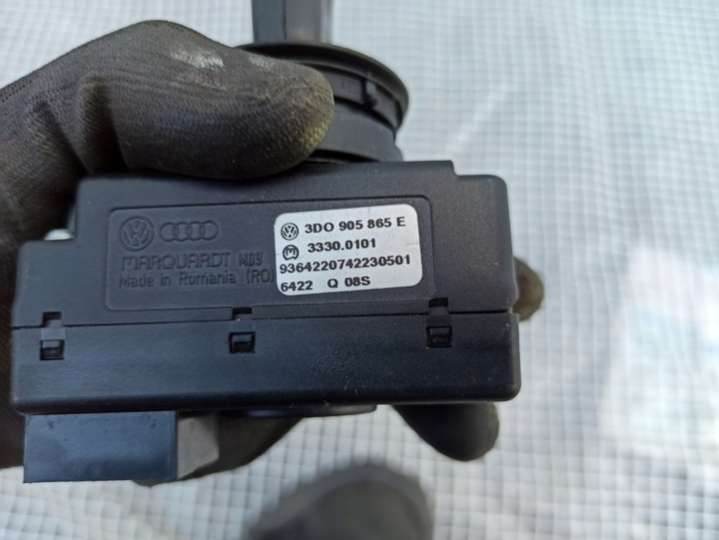 MARQUARDT
Made in Romania (RO)
3D0 905 865 E
3330.0101
9364220742230501
6422 Q 08S